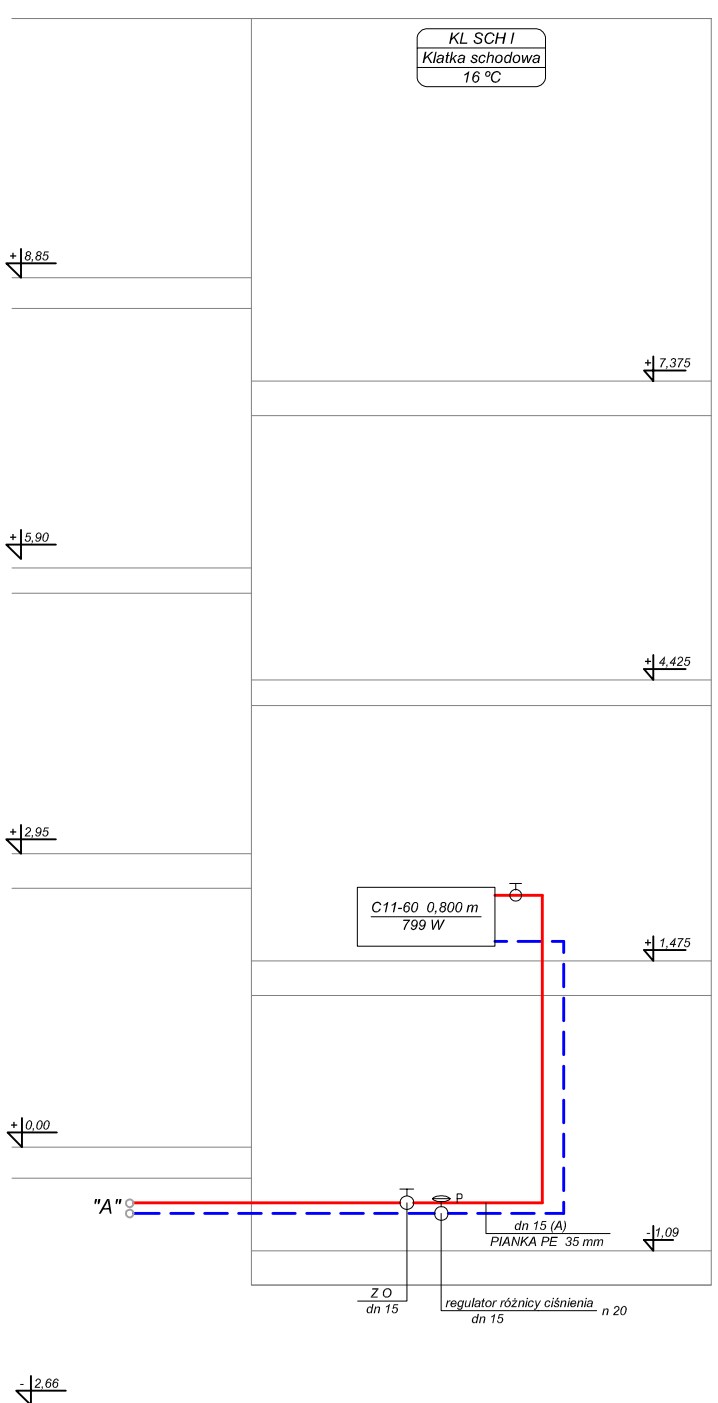 KL SCH I
Klatka schodowa
16 ºC
+ 8,85
+ 7,375
+ 5,90
+ 4,425
+ 2,95
C11-60 0,800 m
799 W
+ 1,475
+ 0,00
"A"
P
dn 15 (A)
PIANKA PE 35 mm
- 1,09
Z O
dn 15
regulator różnicy ciśnienia
dn 15
n 20
- 2,66